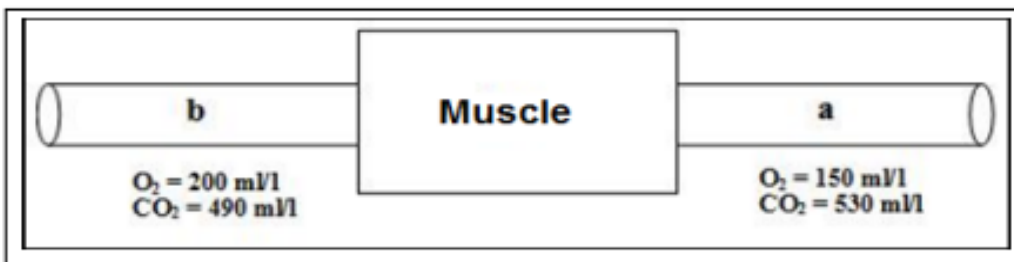 b
Muscle
a
O₂ = 200 ml/l
CO₂ = 490 ml/l
O₂ = 150 ml/l
CO₂ = 530 ml/l